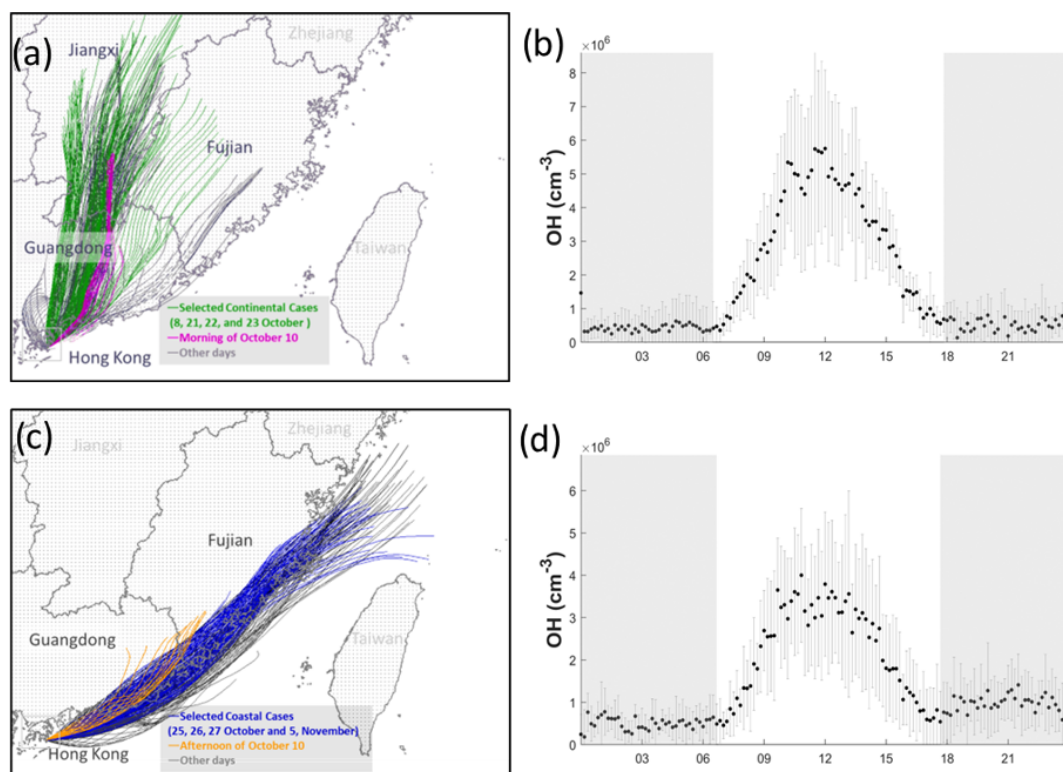 (a)
Zhejiang
Jiangxi
Fujian
Guangdong
Taiwan
Hong Kong
Selected Continental Cases
(8, 21, 22, and 23 October )
Morning of October 10
Other days
(b)
×10⁶
8
7
6
5
4
3
2
1
0
OH (cm⁻³)
03 06 09 12 15 18 21
(c)
Zhejiang
Jiangxi
Fujian
Guangdong
Taiwan
Hong Kong
Selected Coastal Cases
(25, 26, 27 October and 5, November)
Afternoon of October 10
Other days
(d)
×10⁶
6
5
4
3
2
1
0
OH (cm⁻³)
03 06 09 12 15 18 21